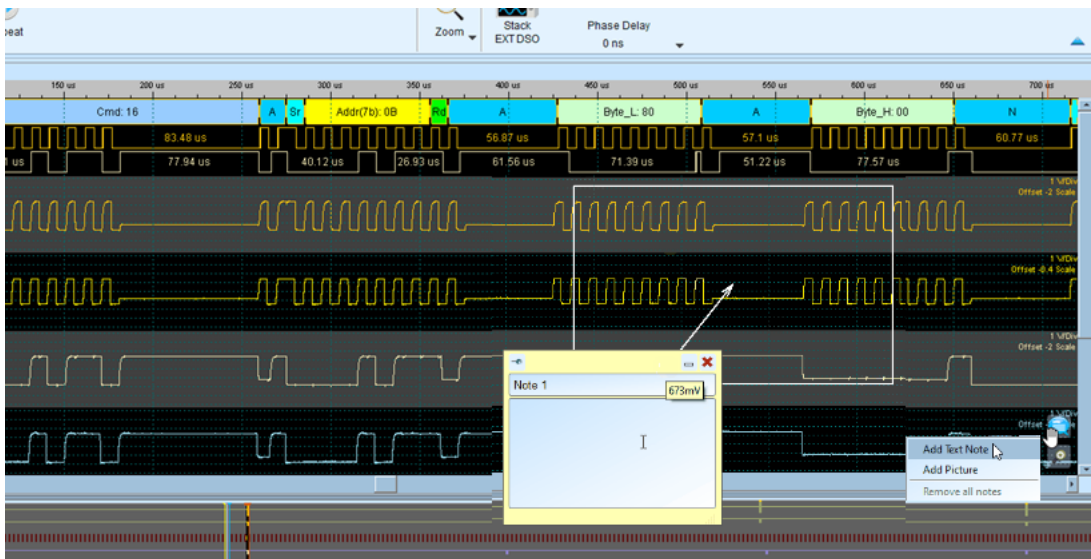 peat
Zoom
Stack
EXT DSO
Phase Delay
0 ns
150 us 200 us 250 us 300 us 350 us 400 us 450 us 500 us 550 us 600 us 650 us 700 us
Cmd: 16 A Sr Addr(7b): 0B Rd A Byte_L: 80 A Byte_H: 00 N
83.48 us 56.87 us 57.1 us 60.77 us
1 us 77.94 us 40.12 us 26.93 us 61.56 us 71.39 us 51.22 us 77.57 us
1 V/Div
Offset -2 Scale
1 V/Div
Offset -0.4 Scale
1 V/Div
Offset -2 Scale
Note 1
673mV
1 V/Div
Offset
Add Text Note
Add Picture
Remove all notes